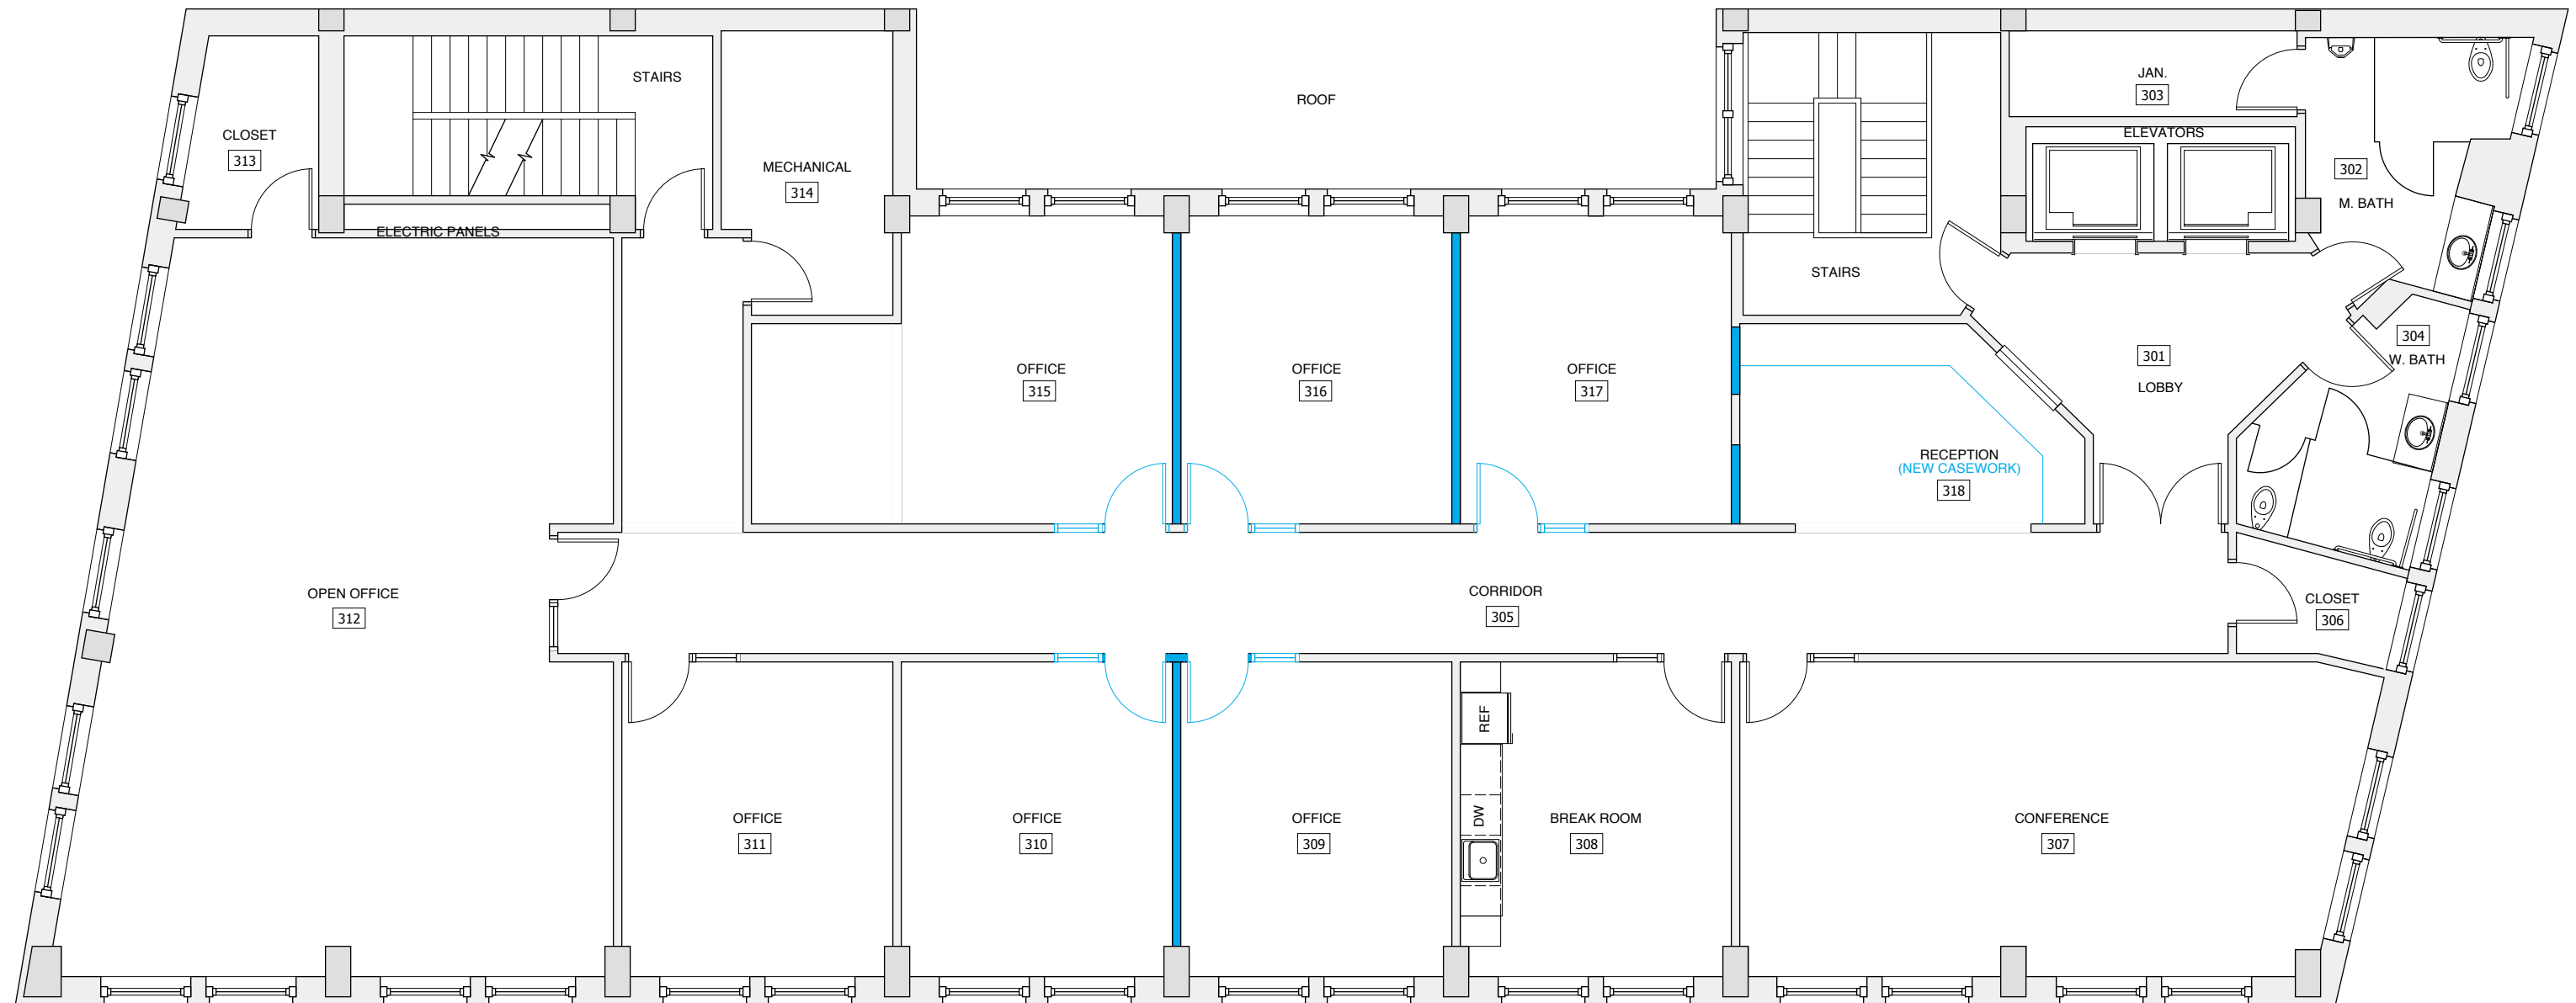 STAIRS
JAN.
303
ROOF
CLOSET
313
ELEVATORS
MECHANICAL
314
302
M. BATH
ELECTRIC PANELS
STAIRS
304
W. BATH
301
LOBBY
OFFICE
315
OFFICE
316
OFFICE
317
RECEPTION
(NEW CASEWORK)
318
OPEN OFFICE
312
CORRIDOR
305
CLOSET
306
REF
DW
OFFICE
311
OFFICE
310
OFFICE
309
BREAK ROOM
308
CONFERENCE
307